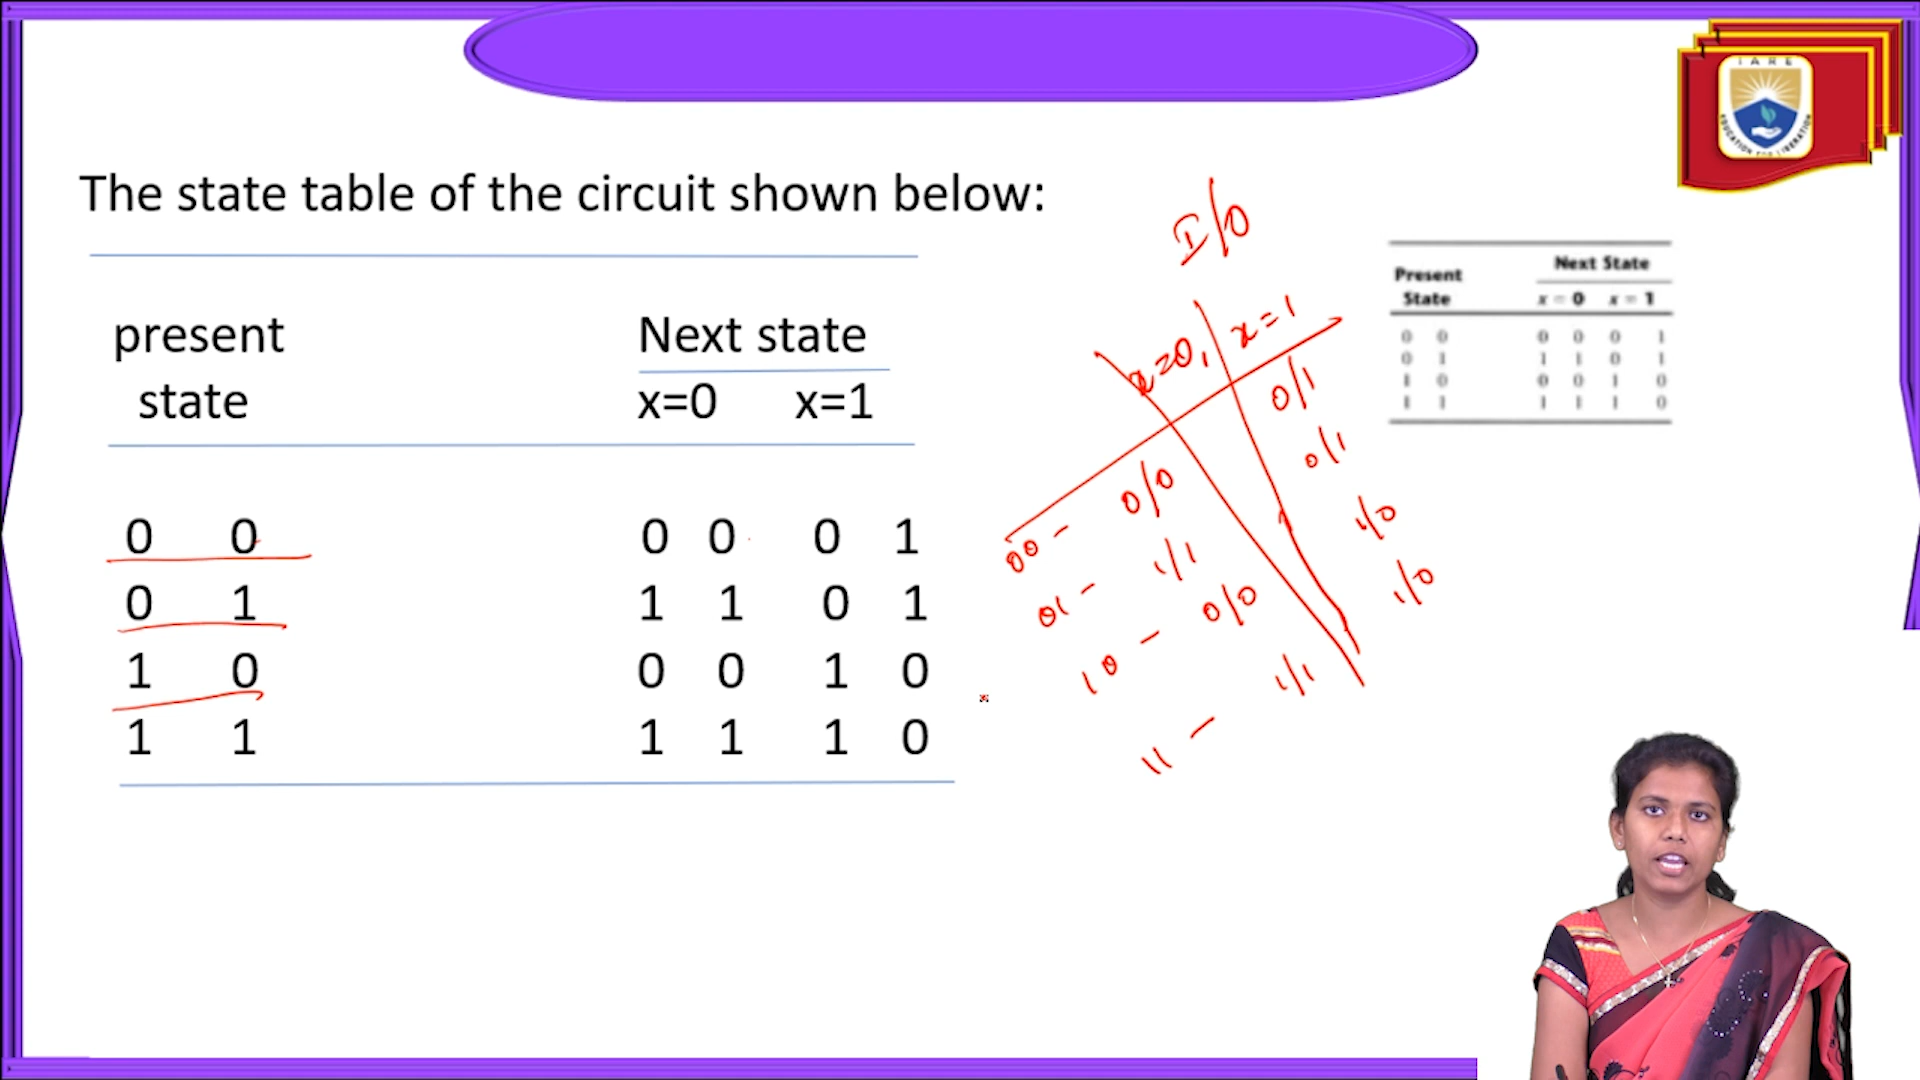 IARE
EDUCATION FOR LIBERATION
The state table of the circuit shown below:
present Next state
state x=0 x=1
0 0 0 0 0 1
0 1 1 1 0 1
1 0 0 0 1 0
1 1 1 1 1 0
I/O
x=0, x=1
00 - 0/0 0/1
01 - 1/1 0/1
10 - 0/0 1/0
11 - 1/1 1/0
Present Next State
State x = 0 x = 1
0 0 0 0 0 1
0 1 1 1 0 1
1 0 0 0 1 0
1 1 1 1 1 0